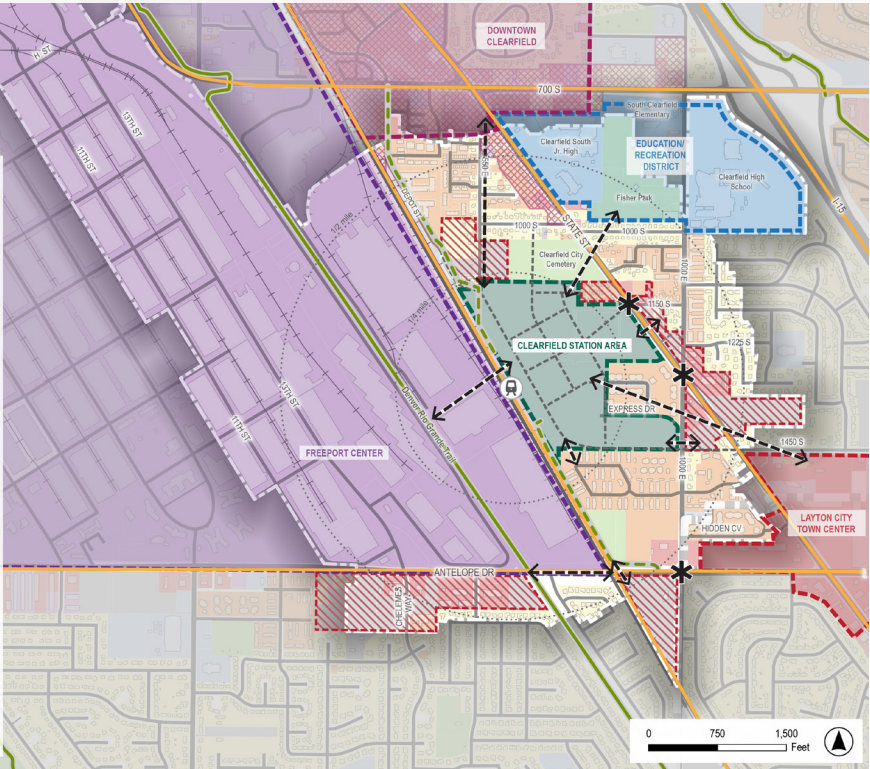 DOWNTOWN
CLEARFIELD
H ST
700 S
13TH ST
11TH ST
South Clearfield
Elementary
Clearfield South
Jr. High
EDUCATION/
RECREATION
DISTRICT
Clearfield High
School
Fisher Park
I-15
DEPOT ST
STATE ST
1/2 mile
1000 S
1000 S
Clearfield City
Cemetery
1000 E
1150 S
1/4 mile
CLEARFIELD STATION AREA
1225 S
13TH ST
11TH ST
Denver Rio Grande Trail
EXPRESS DR
FREEPORT CENTER
1450 S
1000 E
LAYTON CITY
TOWN CENTER
HIDDEN CV
ANTELOPE DR
CHELEMES
WAY
0 750 1,500
Feet